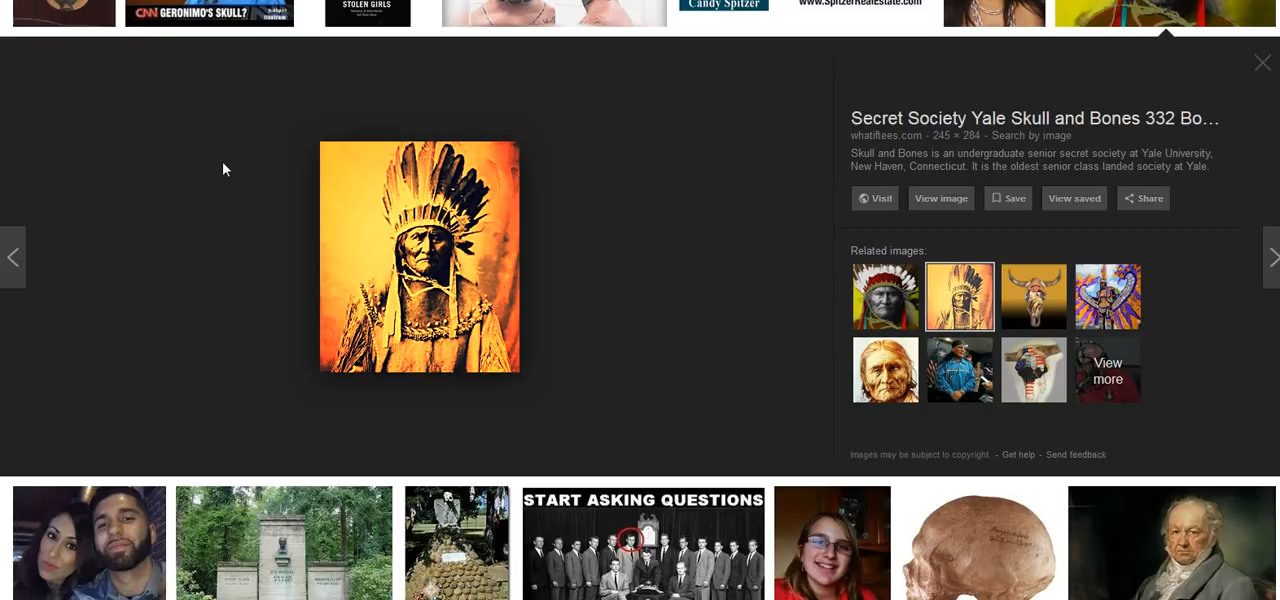 STOLEN GIRLS
CNN GERONIMO'S SKULL?
Candy Spitzer
www.SpitzerRealEstate.com
Secret Society Yale Skull and Bones 332 Bo...
whatiftees.com - 245 × 284 - Search by image
Skull and Bones is an undergraduate senior secret society at Yale University,
New Haven, Connecticut. It is the oldest senior class landed society at Yale.
Visit
View image
Save
View saved
Share
Related images:
View
more
Images may be subject to copyright. - Get help - Send feedback
START ASKING QUESTIONS